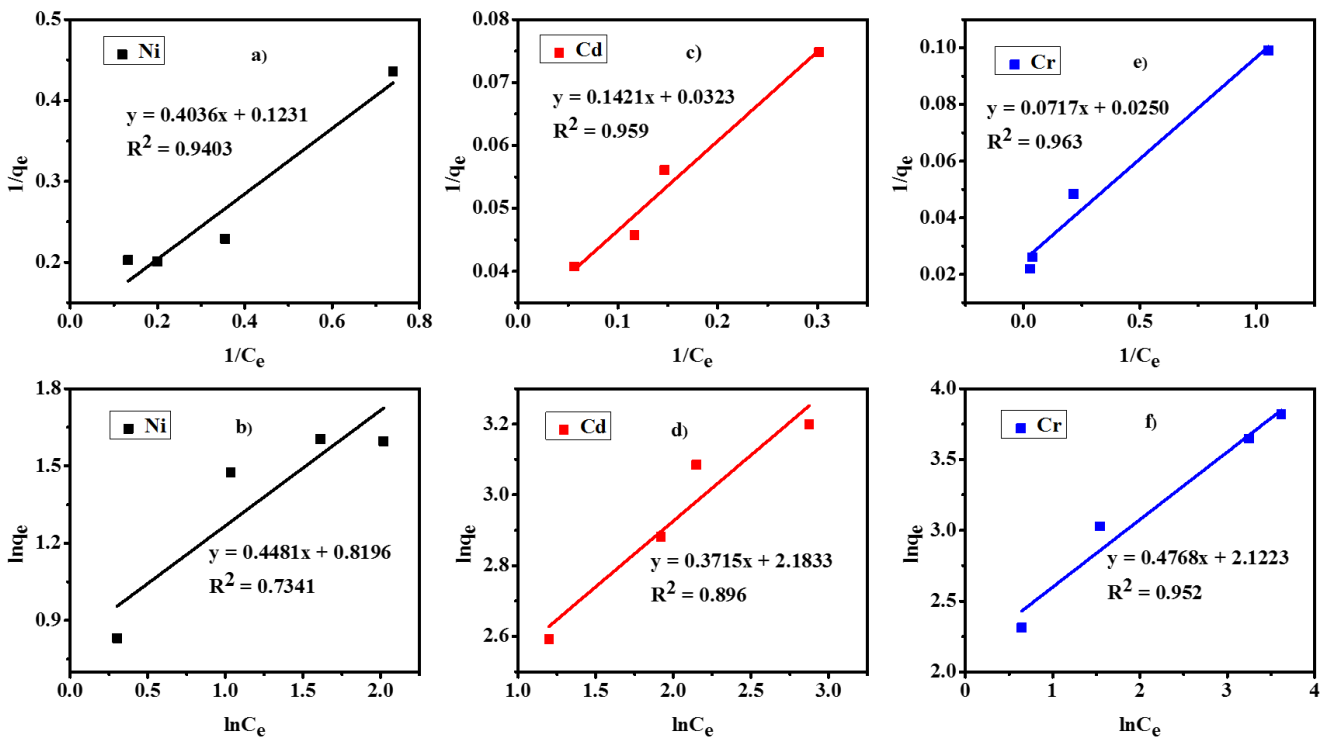 Ni
a)
y = 0.4036x + 0.1231
R² = 0.9403
1/qe
0.5
0.4
0.3
0.2
0.0 0.2 0.4 0.6 0.8
1/Ce
Cd
c)
y = 0.1421x + 0.0323
R² = 0.959
1/qe
0.08
0.07
0.06
0.05
0.04
0.0 0.1 0.2 0.3
1/Ce
Cr
e)
y = 0.0717x + 0.0250
R² = 0.963
1/qe
0.10
0.08
0.06
0.04
0.02
0.0 0.5 1.0
1/Ce
Ni
b)
y = 0.4481x + 0.8196
R² = 0.7341
lnqe
1.8
1.5
1.2
0.9
0.0 0.5 1.0 1.5 2.0
lnCe
Cd
d)
y = 0.3715x + 2.1833
R² = 0.896
lnqe
3.2
3.0
2.8
2.6
1.0 1.5 2.0 2.5 3.0
lnCe
Cr
f)
y = 0.4768x + 2.1223
R² = 0.952
lnqe
4.0
3.5
3.0
2.5
2.0
0 1 2 3 4
lnCe